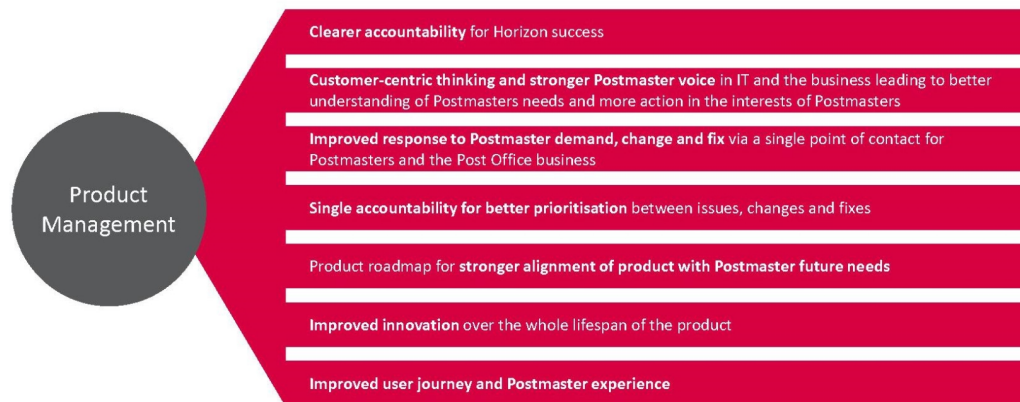 Clearer accountability for Horizon success
Customer-centric thinking and stronger Postmaster voice in IT and the business leading to better
understanding of Postmasters needs and more action in the interests of Postmasters
Improved response to Postmaster demand, change and fix via a single point of contact for
Postmasters and the Post Office business
Product
Management
Single accountability for better prioritisation between issues, changes and fixes
Product roadmap for stronger alignment of product with Postmaster future needs
Improved innovation over the whole lifespan of the product
Improved user journey and Postmaster experience